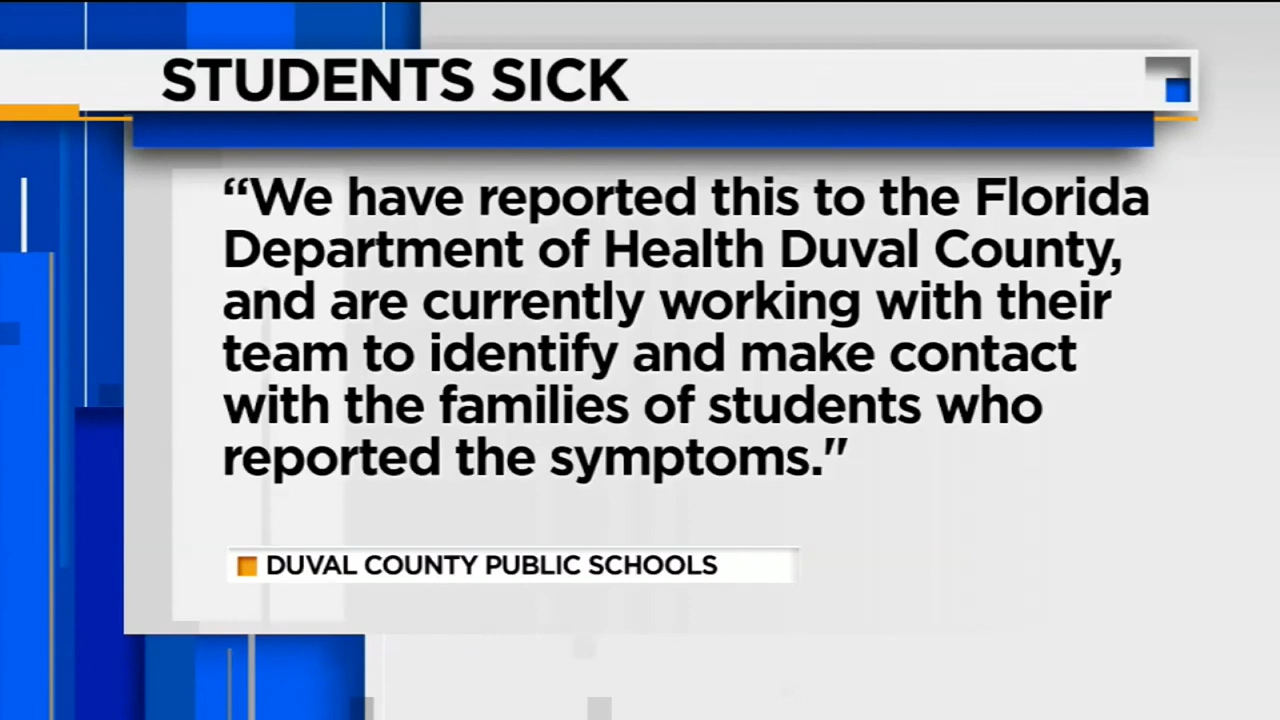 STUDENTS SICK
“We have reported this to the Florida
Department of Health Duval County,
and are currently working with their
team to identify and make contact
with the families of students who
reported the symptoms."
DUVAL COUNTY PUBLIC SCHOOLS